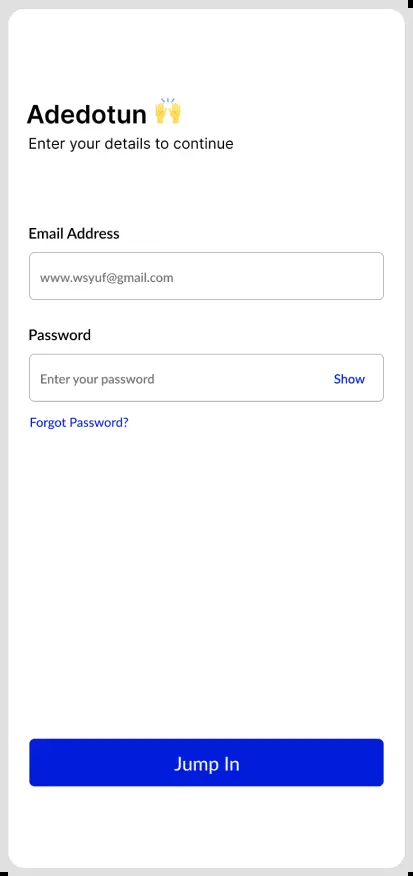 Adedotun 🙌
Enter your details to continue
Email Address
www.wsyuf@gmail.com
Password
Enter your password Show
Forgot Password?
Jump In